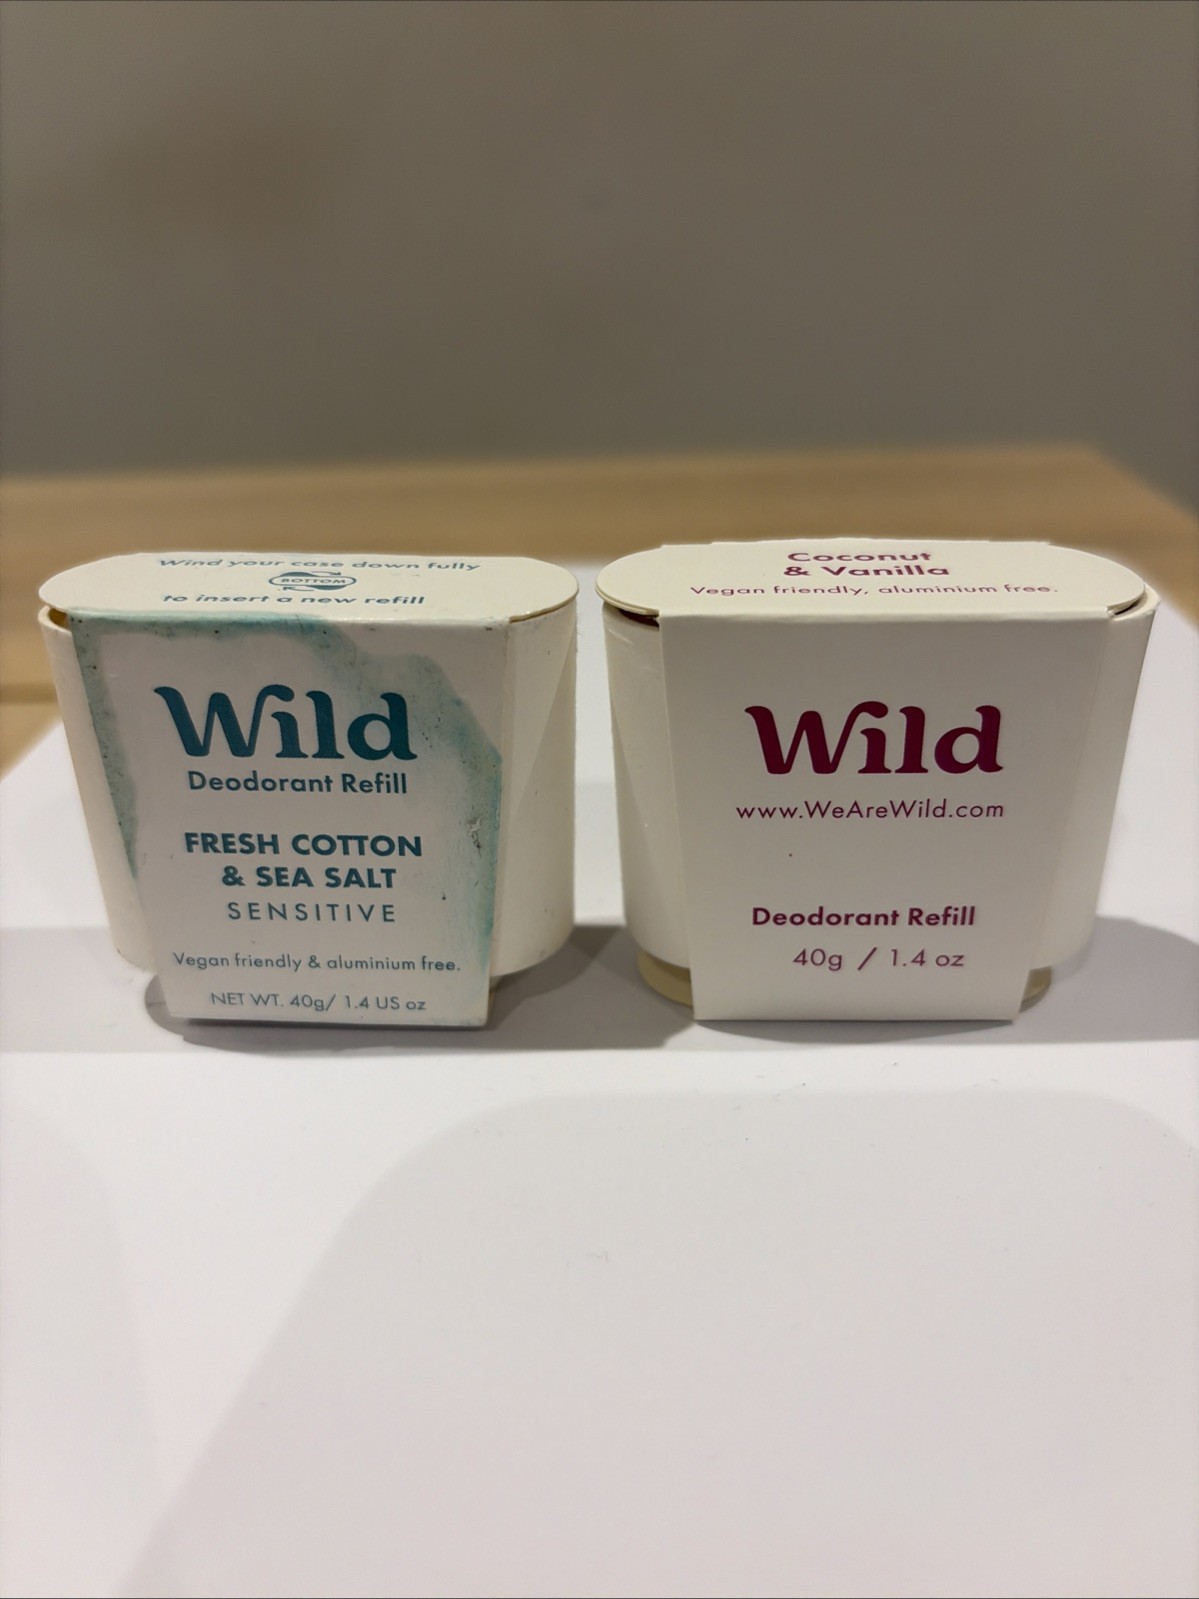 Wind your case down fully
BOTTOM
to insert a new refill
Wild
Deodorant Refill
FRESH COTTON
& SEA SALT
SENSITIVE
Vegan friendly & aluminium free.
NET WT. 40g/ 1.4 US oz
Coconut
& Vanilla
Vegan friendly, aluminium free.
Wild
www.WeAreWild.com
Deodorant Refill
40g / 1.4 oz